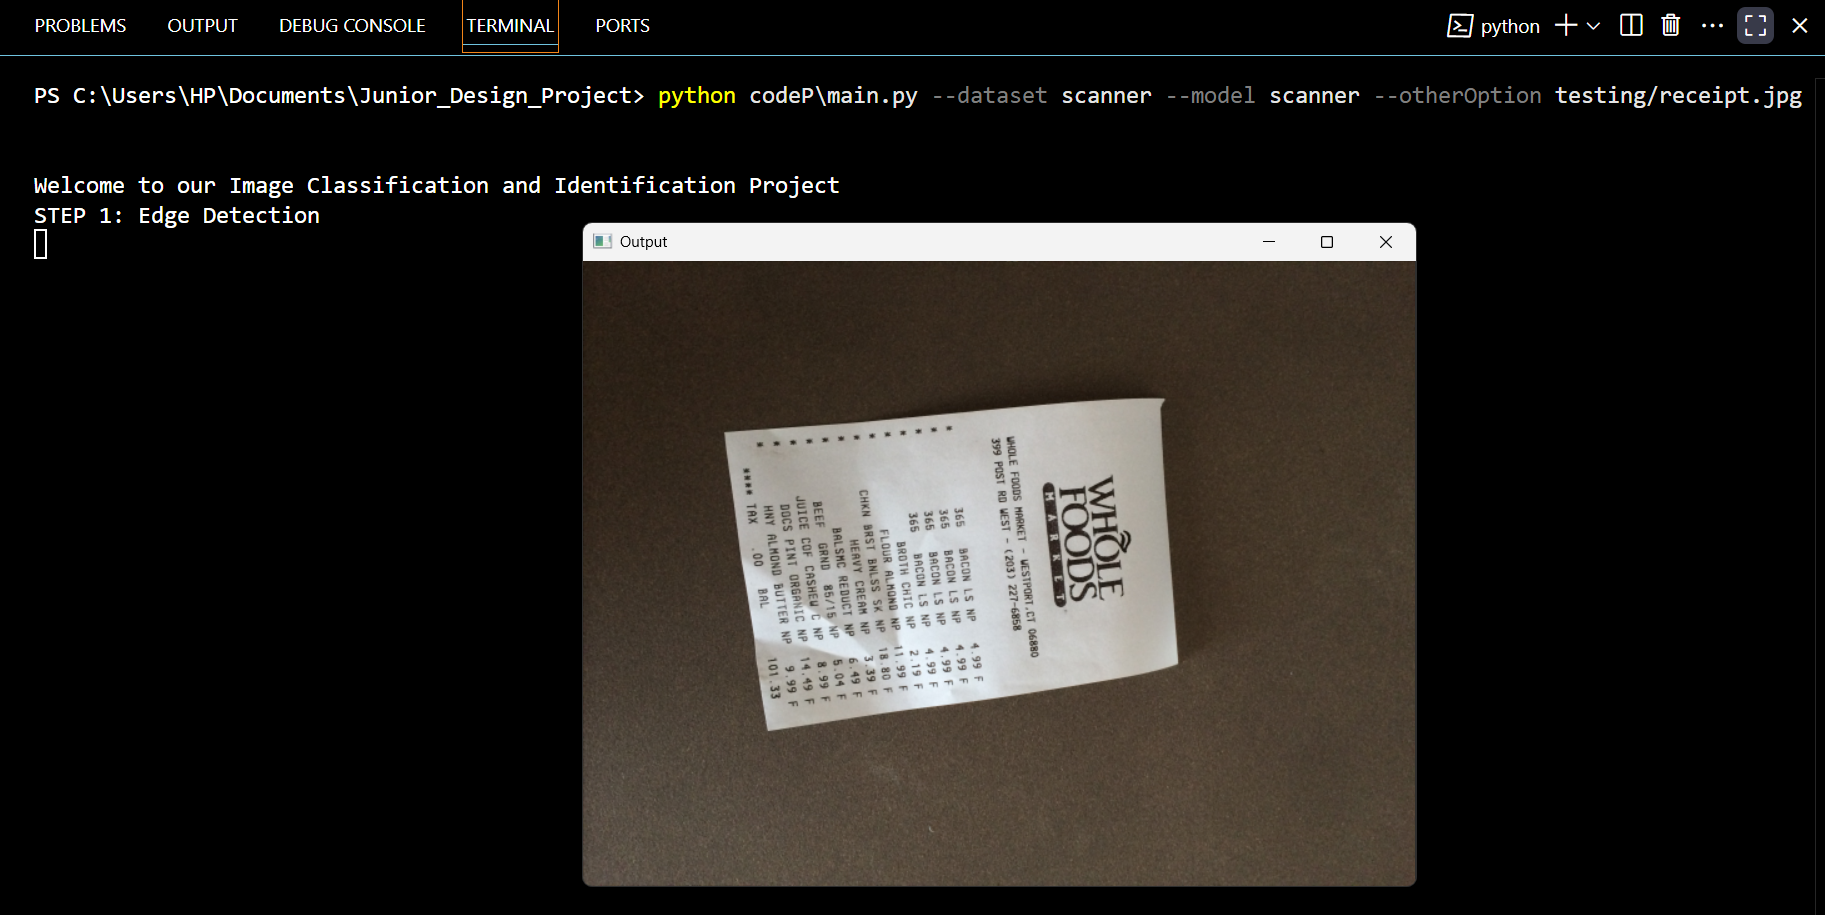 PROBLEMS OUTPUT DEBUG CONSOLE TERMINAL PORTS python
PS C:\Users\HP\Documents\Junior_Design_Project> python codeP\main.py --dataset scanner --model scanner --otherOption testing/receipt.jpg
Welcome to our Image Classification and Identification Project
STEP 1: Edge Detection
Output
WHOLE
FOODS
MARKET
WHOLE FOODS MARKET - WESTPORT,CT 06880
399 POST RD WEST - (203) 227-6858
365 BACON LS NP 4.99 F
365 BACON LS NP 4.99 F
365 BACON LS NP 4.99 F
365 BACON LS NP 4.99 F
BROTH CHIC NP 2.19 F
FLOUR ALMOND NP 11.99 F
CHKN BRST BNLSS SK NP 18.80 F
HEAVY CREAM NP 3.39 F
BALSMC REDUCT NP 6.49 F
BEEF GRND 85/15 NP 5.04 F
JUICE COF CASHEW C NP 8.99 F
DOCS PINT ORGANIC NP 14.49 F
HNY ALMOND BUTTER NP 9.99 F
**** TAX .00 BAL 101.33